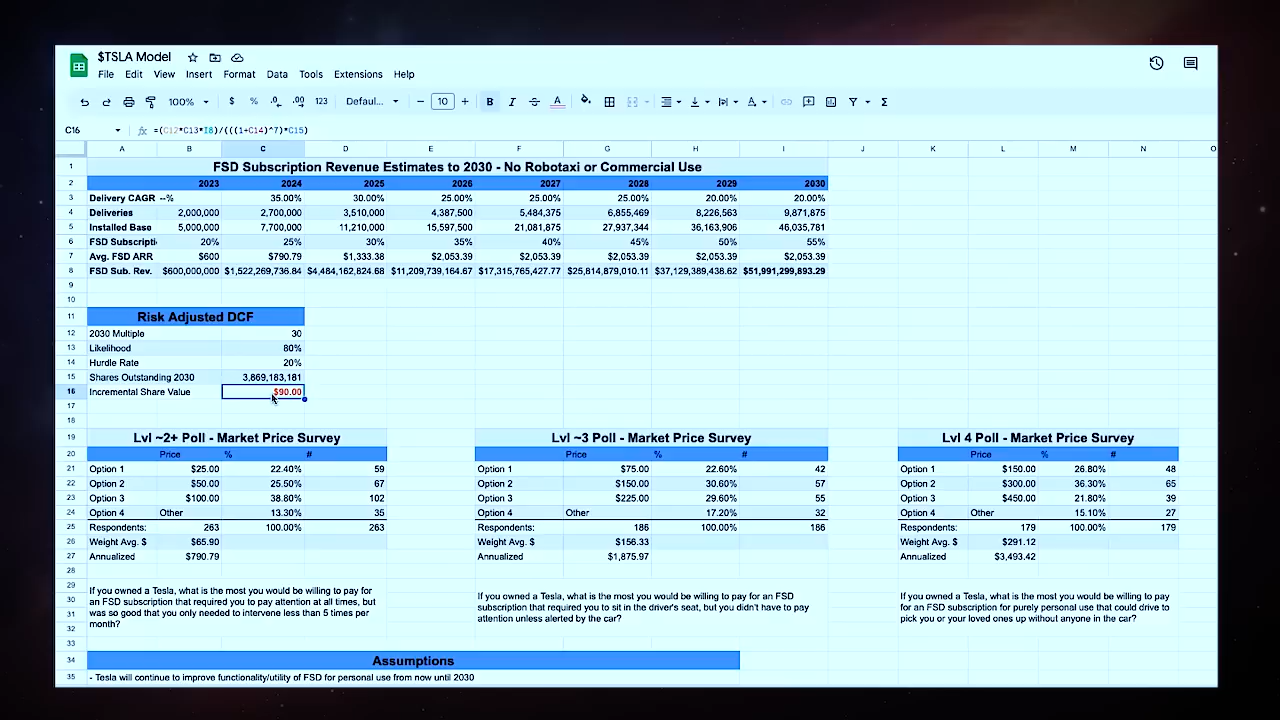 $TSLA Model
File Edit View Insert Format Data Tools Extensions Help
100% $ % .0 .00 123 Defaul... − 10 + B I A Σ
C16 fx =(C12*C13*I8)/(((1+C14)^7)*C15)
A B C D E F G H I J K L M N O
1 FSD Subscription Revenue Estimates to 2030 - No Robotaxi or Commercial Use
2 2023 2024 2025 2026 2027 2028 2029 2030
3 Delivery CAGR --% 35.00% 30.00% 25.00% 25.00% 25.00% 20.00% 20.00%
4 Deliveries 2,000,000 2,700,000 3,510,000 4,387,500 5,484,375 6,855,469 8,226,563 9,871,875
5 Installed Base 5,000,000 7,700,000 11,210,000 15,597,500 21,081,875 27,937,344 36,163,906 46,035,781
6 FSD Subscripti 20% 25% 30% 35% 40% 45% 50% 55%
7 Avg. FSD ARR $600 $790.79 $1,333.38 $2,053.39 $2,053.39 $2,053.39 $2,053.39 $2,053.39
8 FSD Sub. Rev. $600,000,000 $1,522,269,736.84 $4,484,162,824.68 $11,209,739,164.67 $17,315,765,427.77 $25,814,879,010.11 $37,129,389,438.62 $51,991,299,893.29
9
10
11 Risk Adjusted DCF
12 2030 Multiple 30
13 Likelihood 80%
14 Hurdle Rate 20%
15 Shares Outstanding 2030 3,869,183,181
16 Incremental Share Value $90.00
17
18
19 Lvl ~2+ Poll - Market Price Survey Lvl ~3 Poll - Market Price Survey Lvl 4 Poll - Market Price Survey
20 Price % # Price % # Price % #
21 Option 1 $25.00 22.40% 59 Option 1 $75.00 22.60% 42 Option 1 $150.00 26.80% 48
22 Option 2 $50.00 25.50% 67 Option 2 $150.00 30.60% 57 Option 2 $300.00 36.30% 65
23 Option 3 $100.00 38.80% 102 Option 3 $225.00 29.60% 55 Option 3 $450.00 21.80% 39
24 Option 4 Other 13.30% 35 Option 4 Other 17.20% 32 Option 4 Other 15.10% 27
25 Respondents: 263 100.00% 263 Respondents: 186 100.00% 186 Respondents: 179 100.00% 179
26 Weight Avg. $ $65.90 Weight Avg. $ $156.33 Weight Avg. $ $291.12
27 Annualized $790.79 Annualized $1,875.97 Annualized $3,493.42
28
29
30
31
32
If you owned a Tesla, what is the most you would be willing to pay for
an FSD subscription that required you to pay attention at all times, but
was so good that you only needed to intervene less than 5 times per
month?
If you owned a Tesla, what is the most you would be willing to pay for an FSD
subscription that required you to sit in the driver's seat, but you didn't have to pay
attention unless alerted by the car?
If you owned a Tesla, what is the most you would be willing to pay
for an FSD subscription for purely personal use that could drive to
pick you or your loved ones up without anyone in the car?
33
34 Assumptions
35 - Tesla will continue to improve functionality/utility of FSD for personal use from now until 2030